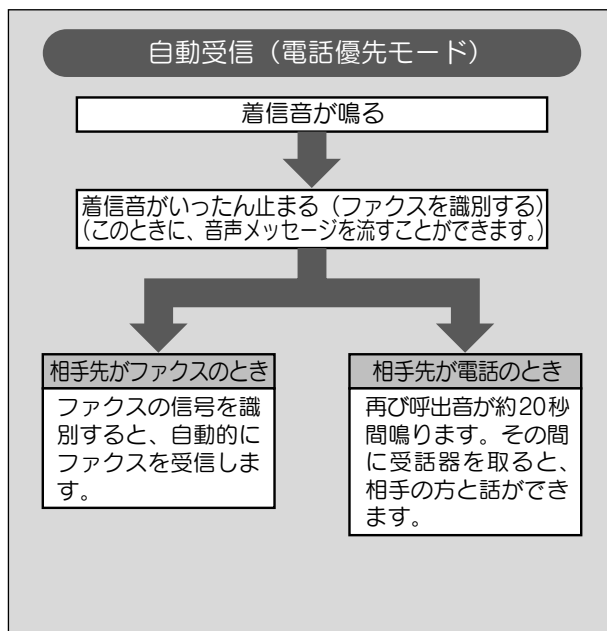 自動受信（電話優先モード）
着信音が鳴る
着信音がいったん止まる（ファクスを識別する）
（このときに、音声メッセージを流すことができます。）
相手先がファクスのとき
ファクスの信号を識
別すると、自動的に
ファクスを受信しま
す。
相手先が電話のとき
再び呼出音が約20秒
間鳴ります。その間
に受話器を取ると、
相手の方と話ができ
ます。